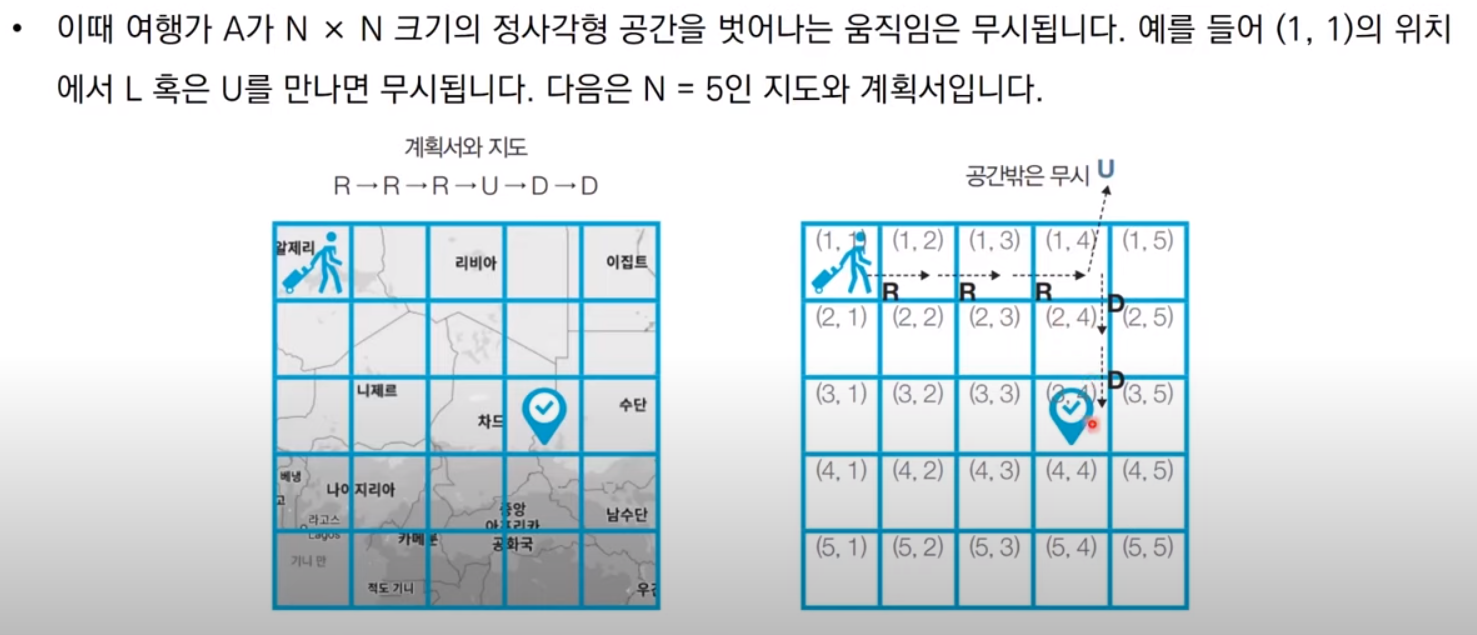 • 이때 여행가 A가 N × N 크기의 정사각형 공간을 벗어나는 움직임은 무시됩니다. 예를 들어 (1, 1)의 위치
에서 L 혹은 U를 만나면 무시됩니다. 다음은 N = 5인 지도와 계획서입니다.
계획서와 지도
R→R→R→U→D→D
알제리
리비아
이집트
니제르
차드
수단
베냉
고
나이지리아
라고스
Lagos
중앙
아프리카
공화국
남수단
카메룬
기니 만
적도 기니
우간
공간밖은 무시 U
(1, 1) (1, 2) (1, 3) (1, 4) (1, 5)
R R R D
(2, 1) (2, 2) (2, 3) (2, 4) (2, 5)
D
(3, 1) (3, 2) (3, 3) (3, 4) (3, 5)
(4, 1) (4, 2) (4, 3) (4, 4) (4, 5)
(5, 1) (5, 2) (5, 3) (5, 4) (5, 5)